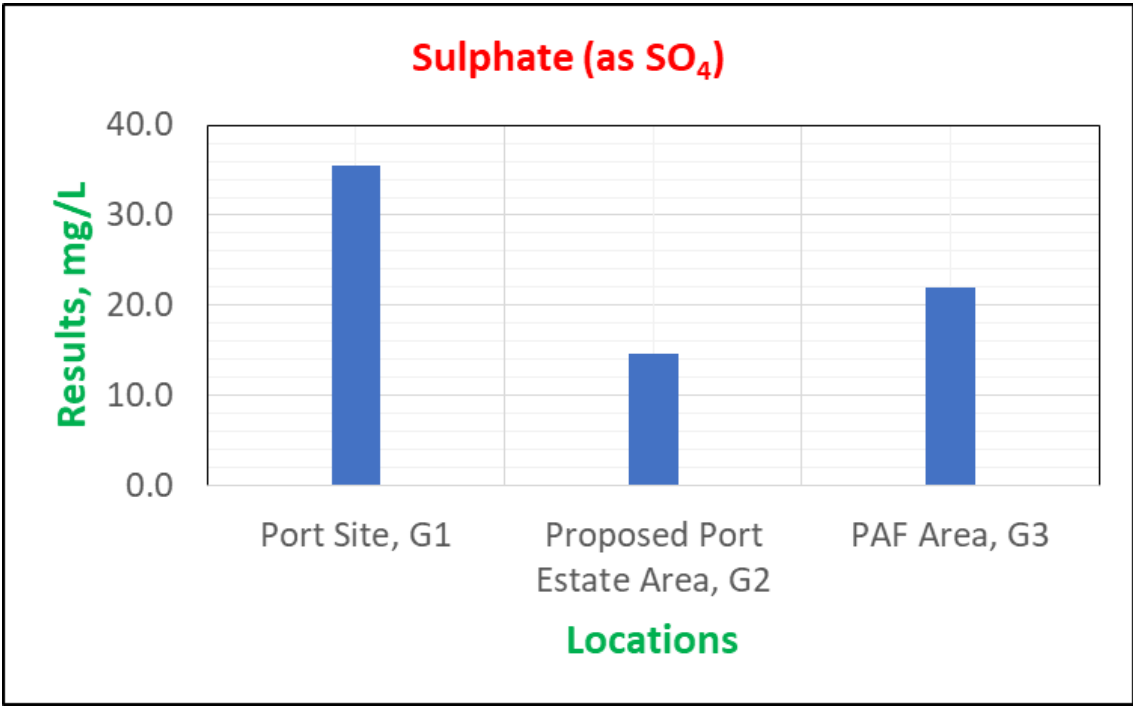 Sulphate (as SO₄)
Results, mg/L
40.0
30.0
20.0
10.0
0.0
Port Site, G1
Proposed Port
Estate Area, G2
PAF Area, G3
Locations